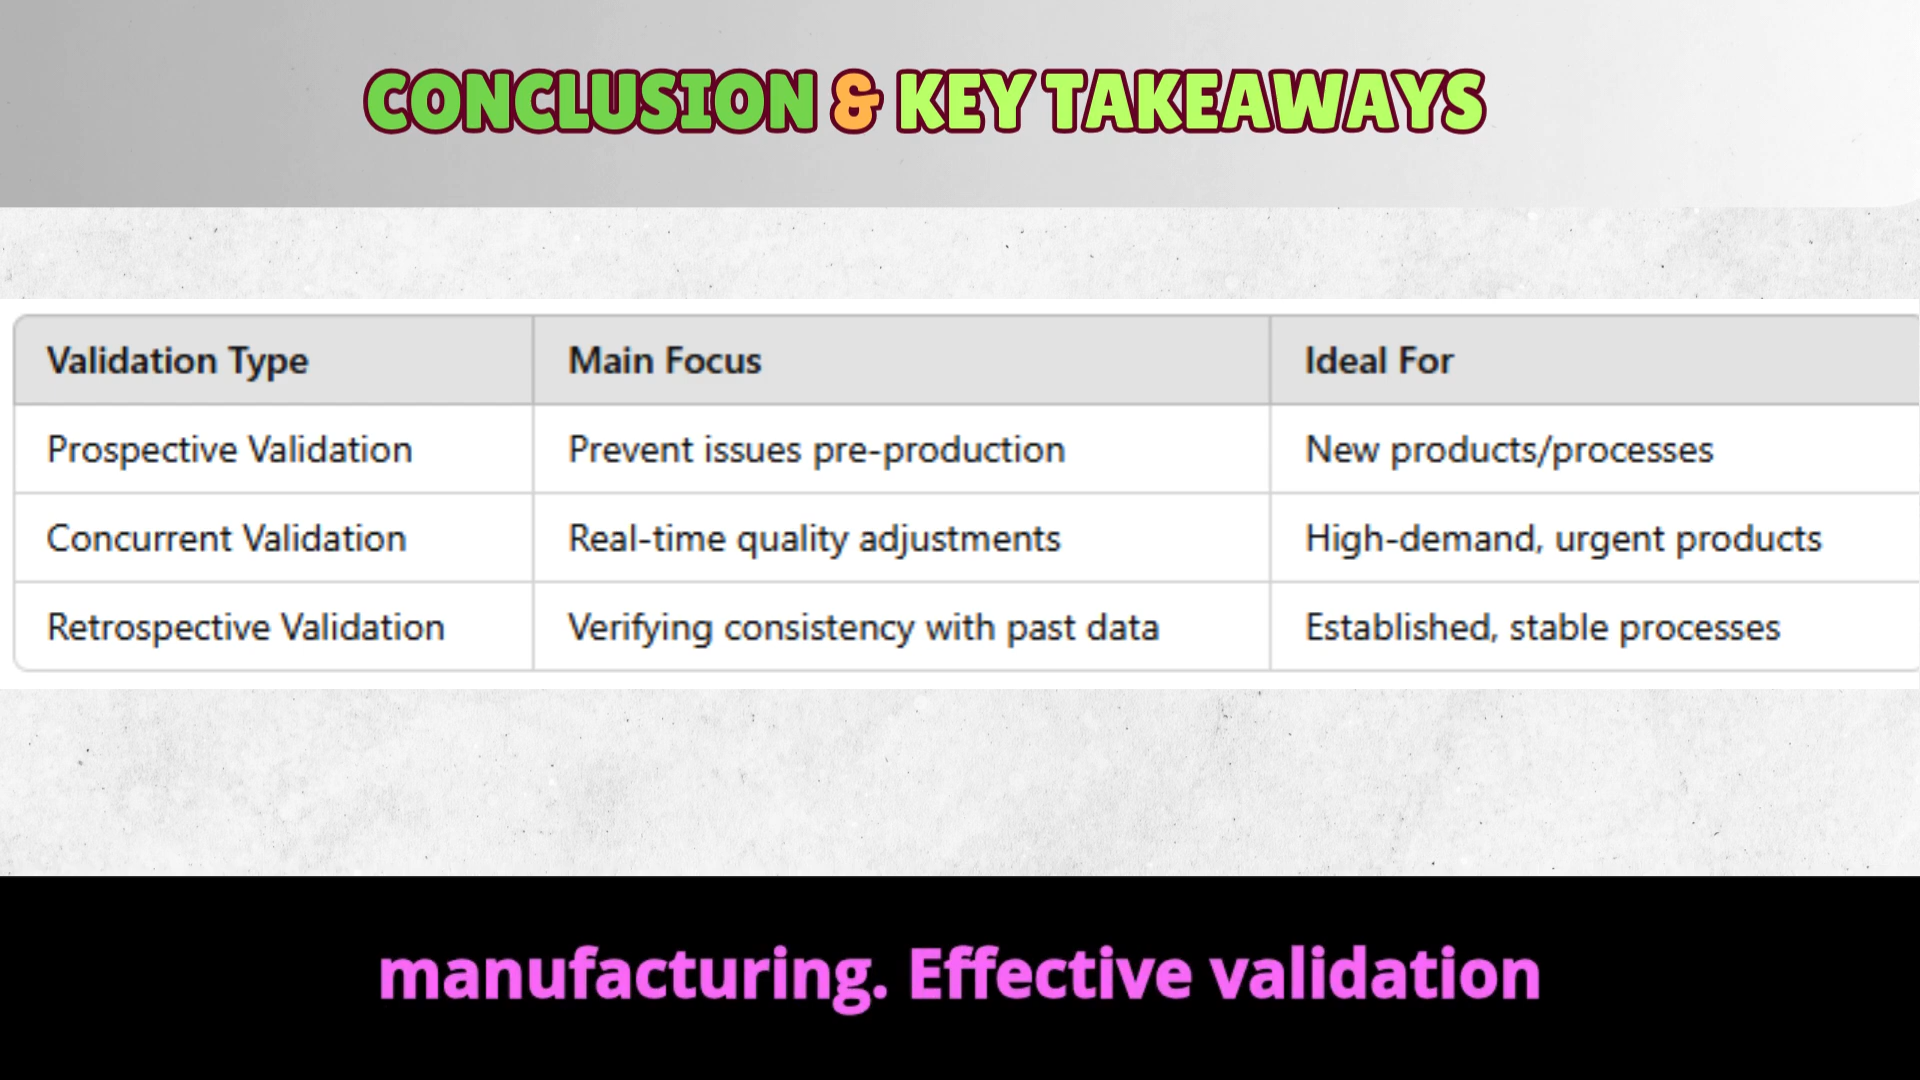 CONCLUSION & KEY TAKEAWAYS
Validation Type Main Focus Ideal For
Prospective Validation Prevent issues pre-production New products/processes
Concurrent Validation Real-time quality adjustments High-demand, urgent products
Retrospective Validation Verifying consistency with past data Established, stable processes
manufacturing. Effective validation